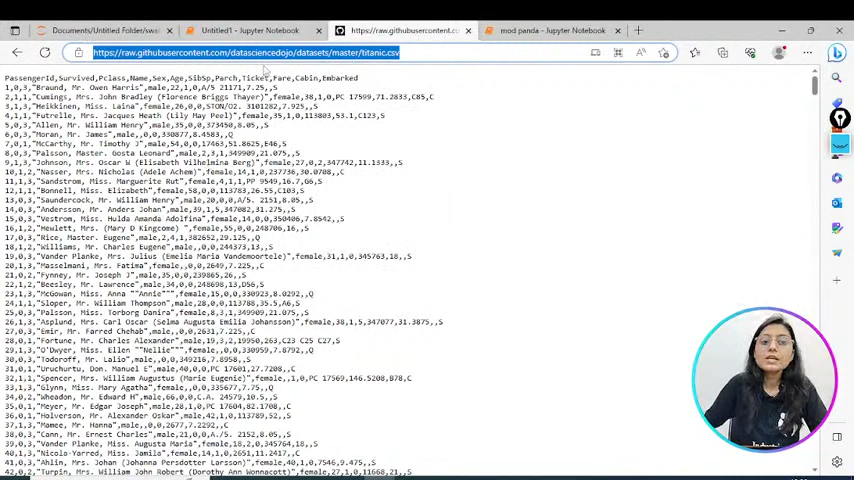 Documents/Untitled Folder/swa
Untitled1 - Jupyter Notebook
https://raw.githubusercontent.co
mod panda - Jupyter Notebook
https://raw.githubusercontent.com/datasciencedojo/datasets/master/titanic.csv
PassengerId,Survived,Pclass,Name,Sex,Age,SibSp,Parch,Ticket,Fare,Cabin,Embarked
1,0,3,"Braund, Mr. Owen Harris",male,22,1,0,A/5 21171,7.25,,S
2,1,1,"Cumings, Mrs. John Bradley (Florence Briggs Thayer)",female,38,1,0,PC 17599,71.2833,C85,C
3,1,3,"Heikkinen, Miss. Laina",female,26,0,0,STON/O2. 3101282,7.925,,S
4,1,1,"Futrelle, Mrs. Jacques Heath (Lily May Peel)",female,35,1,0,113803,53.1,C123,S
5,0,3,"Allen, Mr. William Henry",male,35,0,0,373450,8.05,,S
6,0,3,"Moran, Mr. James",male,,0,0,330877,8.4583,,Q
7,0,1,"McCarthy, Mr. Timothy J",male,54,0,0,17463,51.8625,E46,S
8,0,3,"Palsson, Master. Gosta Leonard",male,2,3,1,349909,21.075,,S
9,1,3,"Johnson, Mrs. Oscar W (Elisabeth Vilhelmina Berg)",female,27,0,2,347742,11.1333,,S
10,1,2,"Nasser, Mrs. Nicholas (Adele Achem)",female,14,1,0,237736,30.0708,,C
11,1,3,"Sandstrom, Miss. Marguerite Rut",female,4,1,1,PP 9549,16.7,G6,S
12,1,1,"Bonnell, Miss. Elizabeth",female,58,0,0,113783,26.55,C103,S
13,0,3,"Saundercock, Mr. William Henry",male,20,0,0,A/5. 2151,8.05,,S
14,0,3,"Andersson, Mr. Anders Johan",male,39,1,5,347082,31.275,,S
15,0,3,"Vestrom, Miss. Hulda Amanda Adolfina",female,14,0,0,350406,7.8542,,S
16,1,2,"Hewlett, Mrs. (Mary D Kingcome) ",female,55,0,0,248706,16,,S
17,0,3,"Rice, Master. Eugene",male,2,4,1,382652,29.125,,Q
18,1,2,"Williams, Mr. Charles Eugene",male,,0,0,244373,13,,S
19,0,3,"Vander Planke, Mrs. Julius (Emelia Maria Vandemoortele)",female,31,1,0,345763,18,,S
20,1,3,"Masselmani, Mrs. Fatima",female,,0,0,2649,7.225,,C
21,0,2,"Fynney, Mr. Joseph J",male,35,0,0,239865,26,,S
22,1,2,"Beesley, Mr. Lawrence",male,34,0,0,248698,13,D56,S
23,1,3,"McGowan, Miss. Anna ""Annie""",female,15,0,0,330923,8.0292,,Q
24,1,1,"Sloper, Mr. William Thompson",male,28,0,0,113788,35.5,A6,S
25,0,3,"Palsson, Miss. Torborg Danira",female,8,3,1,349909,21.075,,S
26,1,3,"Asplund, Mrs. Carl Oscar (Selma Augusta Emilia Johansson)",female,38,1,5,347077,31.3875,,S
27,0,3,"Emir, Mr. Farred Chehab",male,,0,0,2631,7.225,,C
28,0,1,"Fortune, Mr. Charles Alexander",male,19,3,2,19950,263,C23 C25 C27,S
29,1,3,"O'Dwyer, Miss. Ellen ""Nellie""",female,,0,0,330959,7.8792,,Q
30,0,3,"Todoroff, Mr. Lalio",male,,0,0,349216,7.8958,,S
31,0,1,"Uruchurtu, Don. Manuel E",male,40,0,0,PC 17601,27.7208,,C
32,1,1,"Spencer, Mrs. William Augustus (Marie Eugenie)",female,,1,0,PC 17569,146.5208,B78,C
33,1,3,"Glynn, Miss. Mary Agatha",female,,0,0,335677,7.75,,Q
34,0,2,"Wheadon, Mr. Edward H",male,66,0,0,C.A. 24579,10.5,,S
35,0,1,"Meyer, Mr. Edgar Joseph",male,28,1,0,PC 17604,82.1708,,C
36,0,1,"Holverson, Mr. Alexander Oskar",male,42,1,0,113789,52,,S
37,1,3,"Mamee, Mr. Hanna",male,,0,0,2677,7.2292,,C
38,0,3,"Cann, Mr. Ernest Charles",male,21,0,0,A./5. 2152,8.05,,S
39,0,3,"Vander Planke, Miss. Augusta Maria",female,18,2,0,345764,18,,S
40,1,3,"Nicola-Yarred, Miss. Jamila",female,14,1,0,2651,11.2417,,C
41,0,3,"Ahlin, Mrs. Johan (Johanna Persdotter Larsson)",female,40,1,0,7546,9.475,,S
42,0,2,"Turpin, Mrs. William John Robert (Dorothy Ann Wonnacott)",female,27,1,0,11668,21,,S